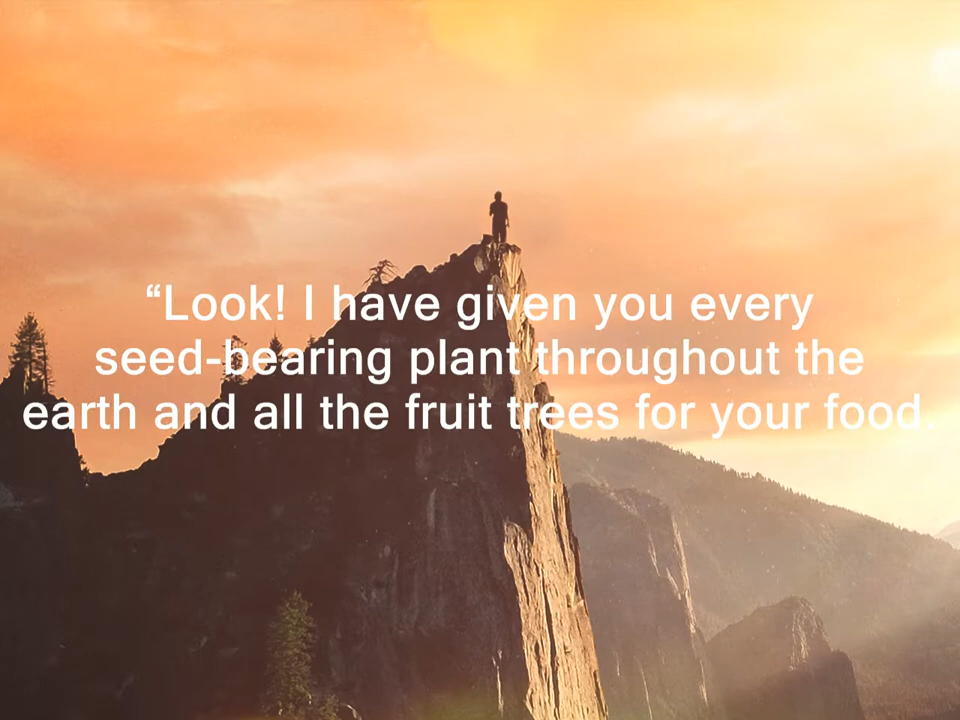 “Look! I have given you every
seed-bearing plant throughout the
earth and all the fruit trees for your food.